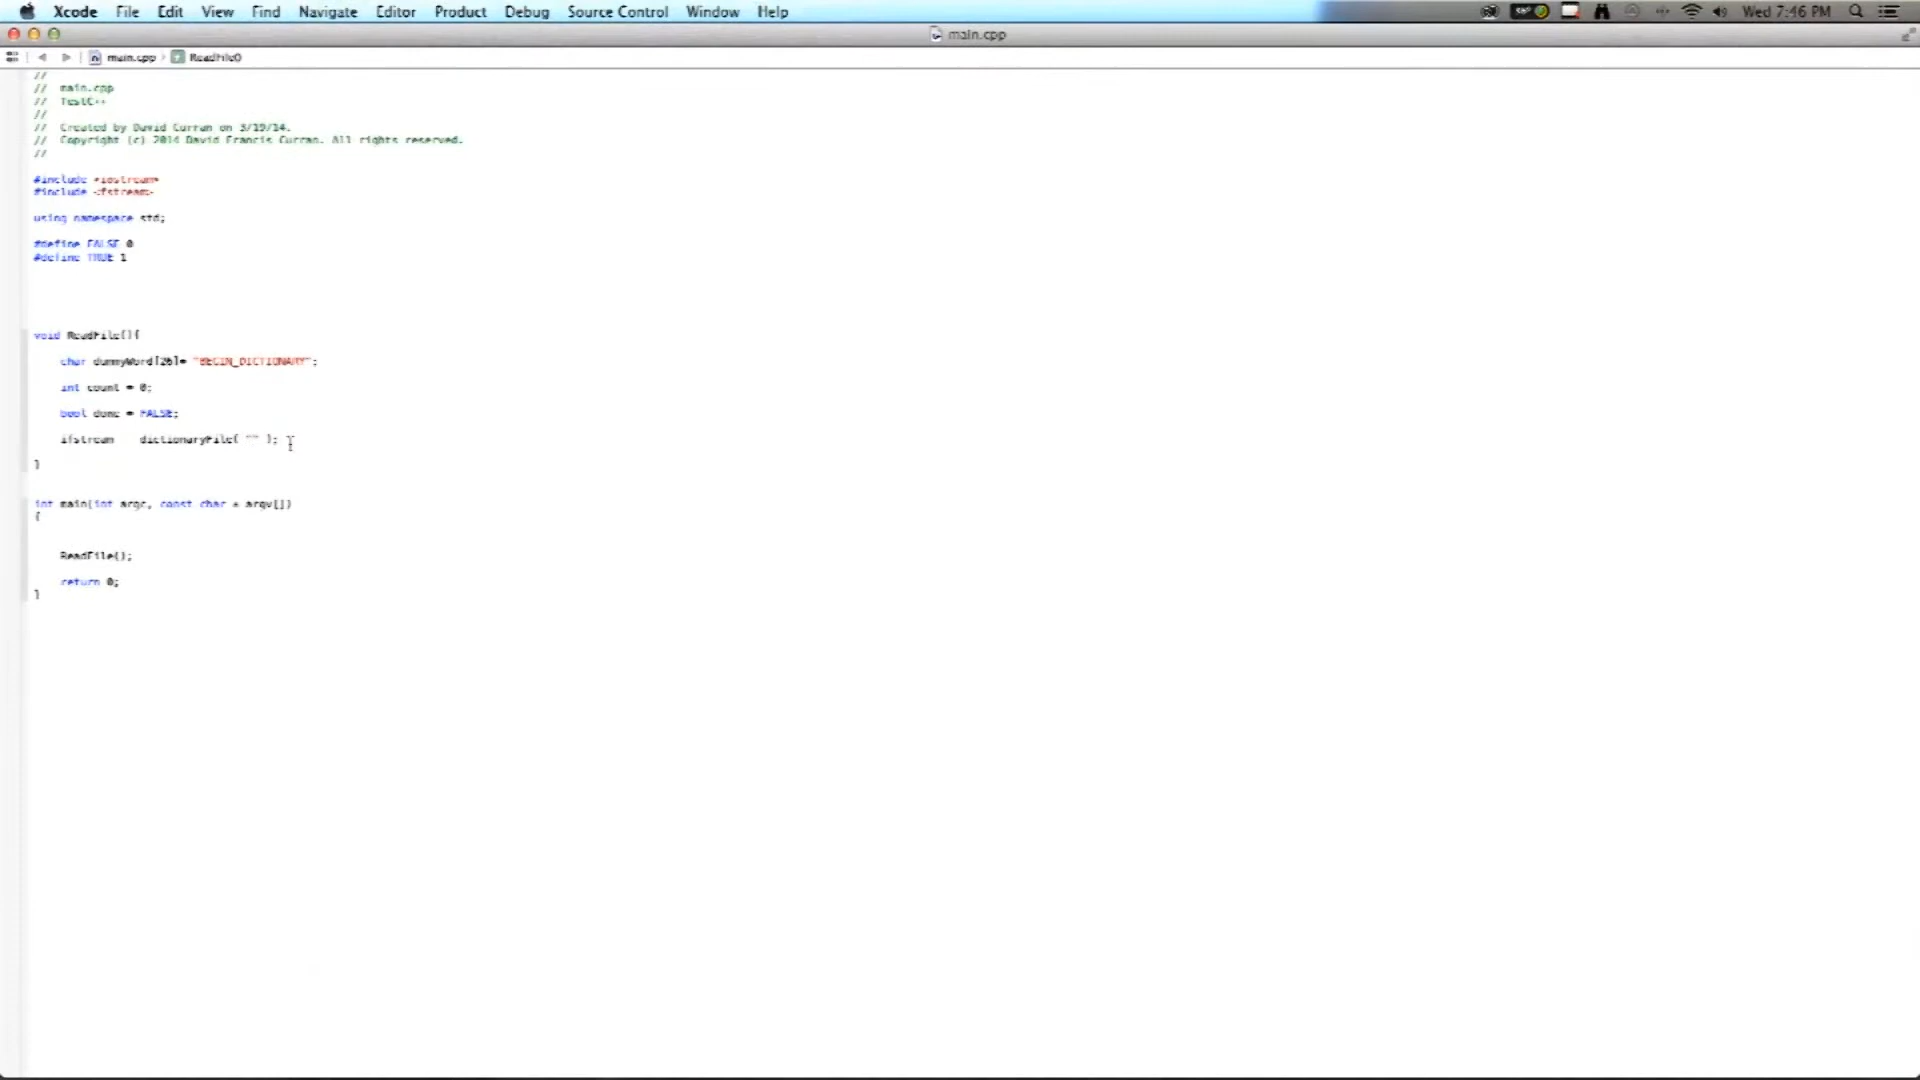 Xcode File Edit View Find Navigate Editor Product Debug Source Control Window Help Wed 7:46 PM
main.cpp
main.cpp ReadFile()
//
// main.cpp
// TestC++
//
// Created by David Curran on 3/19/14.
// Copyright (c) 2014 David Francis Curran. All rights reserved.
//
#include <iostream>
#include <fstream>
using namespace std;
#define FALSE 0
#define TRUE 1
void ReadFile(){
char dummyWord[26]= "BEGIN_DICTIONARY";
int count = 0;
bool done = FALSE;
ifstream dictionaryFile( "" );
}
int main(int argc, const char * argv[])
{
ReadFile();
return 0;
}